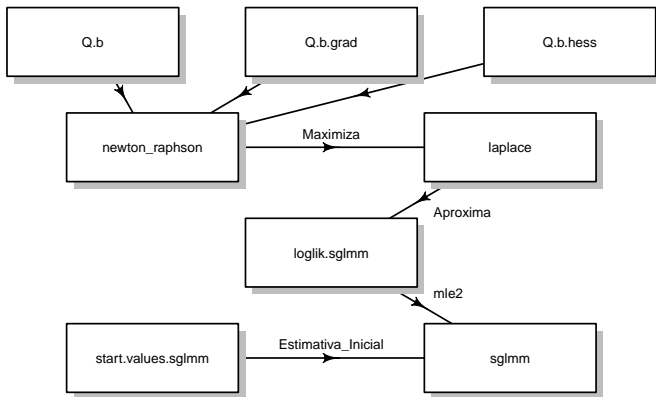 Q.b
Q.b.grad
Q.b.hess
newton_raphson
Maximiza
laplace
Aproxima
loglik.sglmm
mle2
start.values.sglmm
Estimativa_Inicial
sglmm